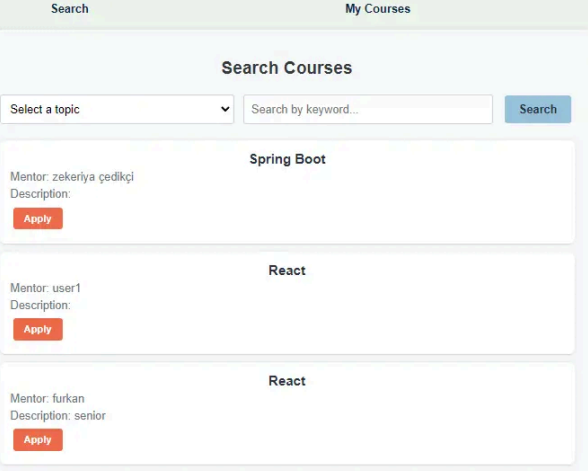 Search My Courses
Search Courses
Select a topic Search by keyword... Search
Spring Boot
Mentor: zekeriya çedikçi
Description:
Apply
React
Mentor: user1
Description:
Apply
React
Mentor: furkan
Description: senior
Apply